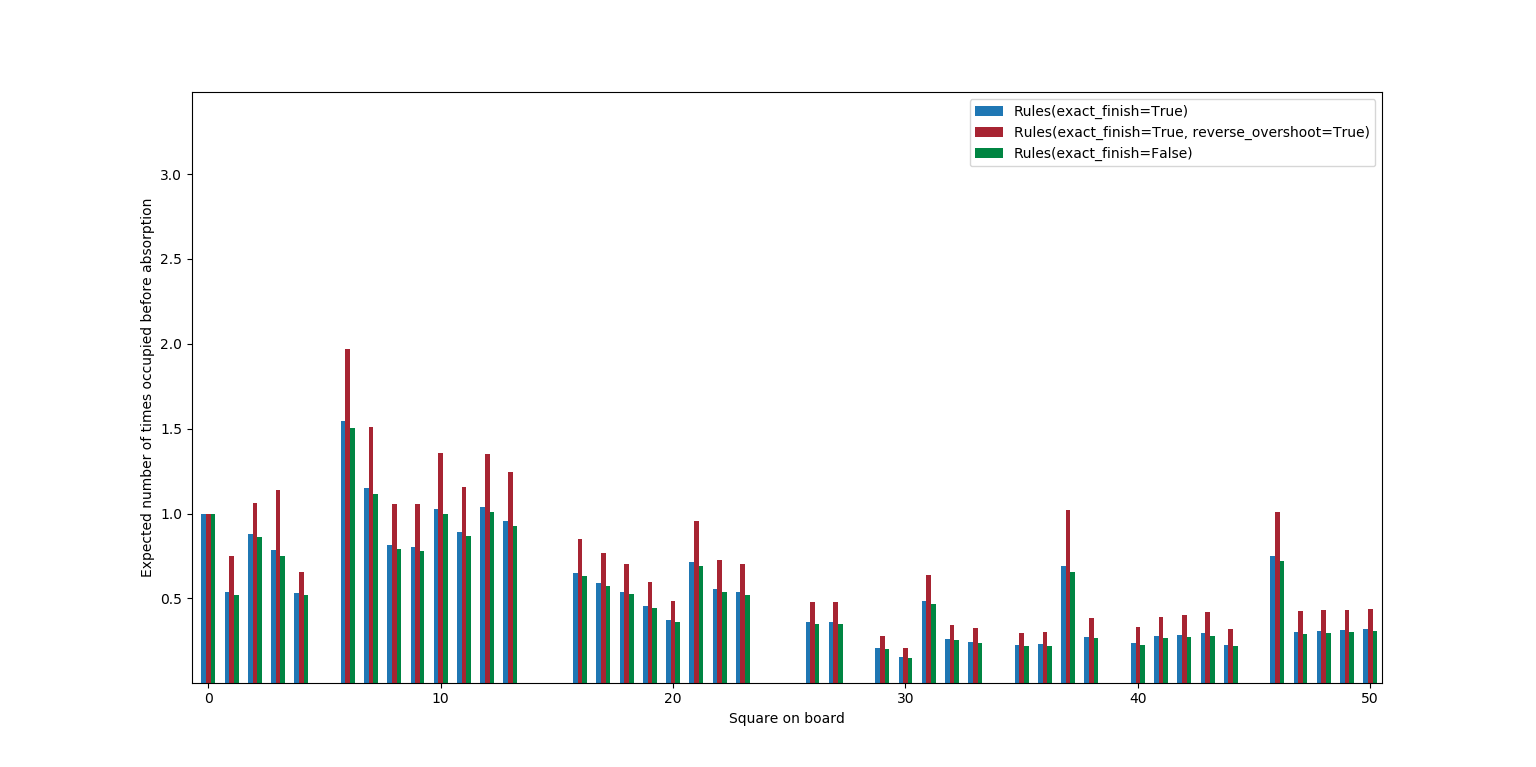 Rules(exact_finish=True)
Rules(exact_finish=True, reverse_overshoot=True)
Rules(exact_finish=False)
3.0
2.5
2.0
1.5
1.0
0.5
Expected number of times occupied before absorption
0 10 20 30 40 50
Square on board